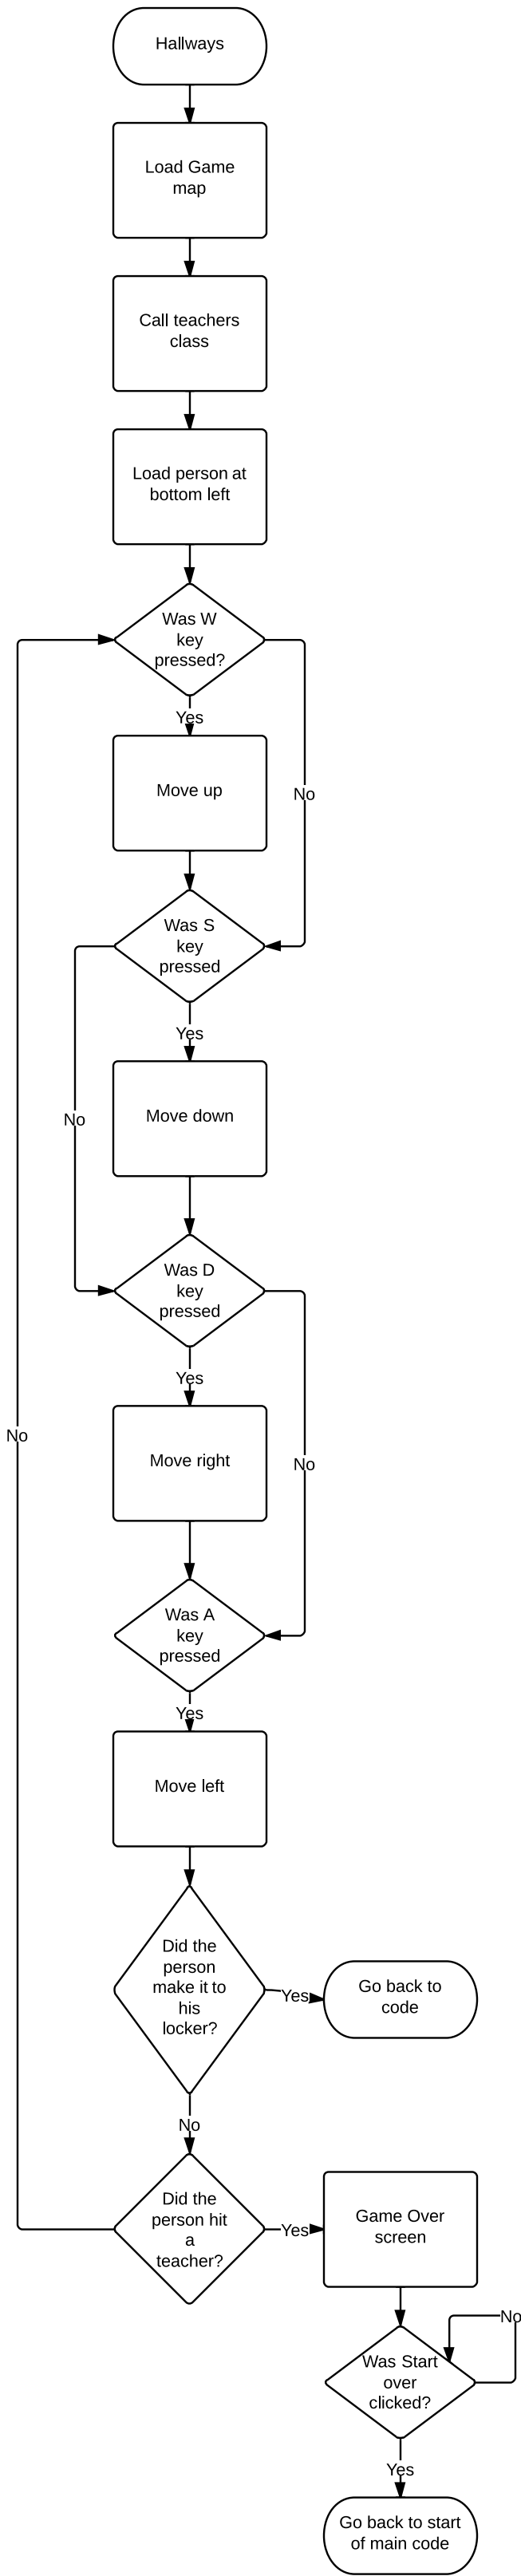 Hallways
Load Game
map
Call teachers
class
Load person at
bottom left
Was W
key
pressed?
Yes
Move up
No
Was S
key
pressed
Yes
No
Move down
Was D
key
pressed
Yes
No
Move right
No
Was A
key
pressed
Yes
Move left
Did the
person
make it to
his
locker?
Yes
Go back to
code
No
Did the
person hit
a
teacher?
Yes
Game Over
screen
No
Was Start
over
clicked?
Yes
Go back to start
of main code